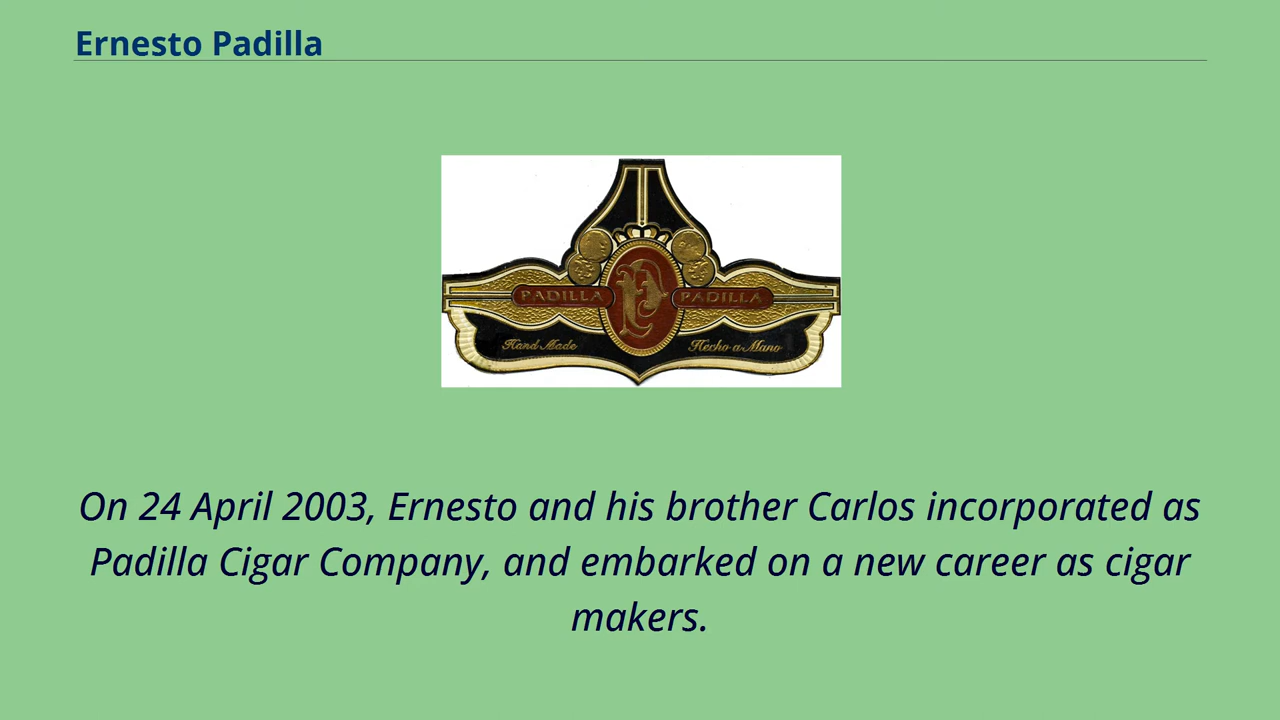 Ernesto Padilla
PADILLA PADILLA
Hand Made Hecho a Mano
On 24 April 2003, Ernesto and his brother Carlos incorporated as
Padilla Cigar Company, and embarked on a new career as cigar
makers.